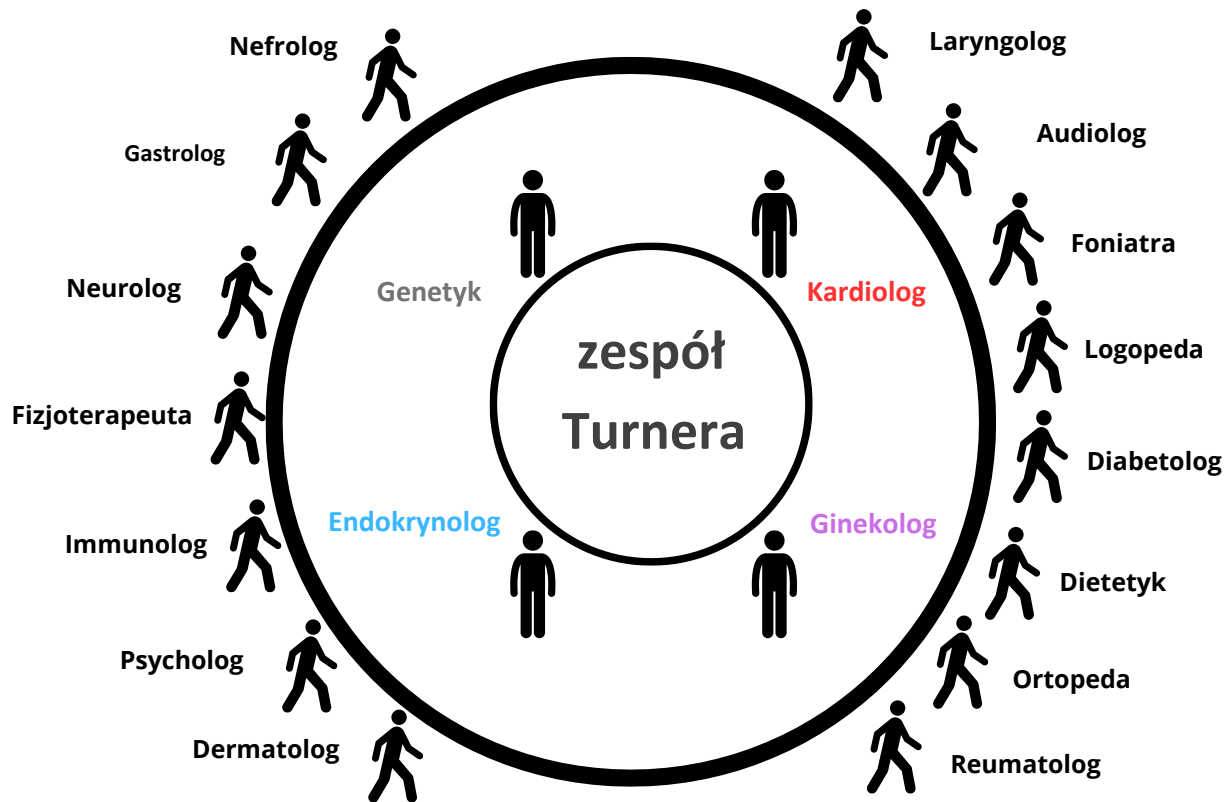 Nefrolog
Laryngolog
Gastrolog
Audiolog
Foniatra
Neurolog
Genetyk
Kardiolog
zespół
Turnera
Logopeda
Fizjoterapeuta
Diabetolog
Endokrynolog
Ginekolog
Immunolog
Dietetyk
Psycholog
Ortopeda
Dermatolog
Reumatolog